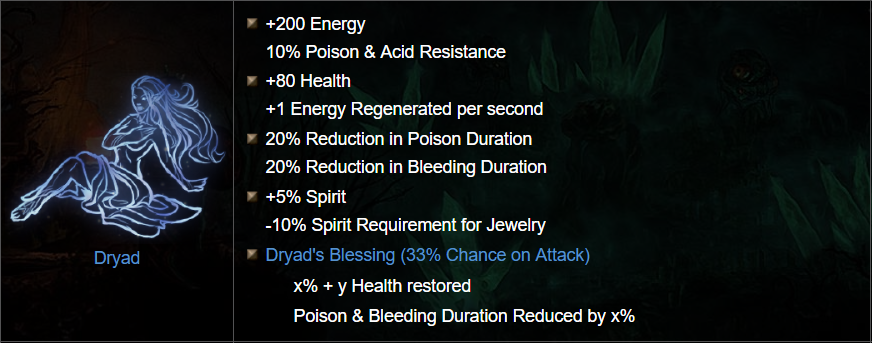 +200 Energy
10% Poison & Acid Resistance
+80 Health
+1 Energy Regenerated per second
20% Reduction in Poison Duration
20% Reduction in Bleeding Duration
+5% Spirit
-10% Spirit Requirement for Jewelry
Dryad's Blessing (33% Chance on Attack)
x% + y Health restored
Poison & Bleeding Duration Reduced by x%
Dryad